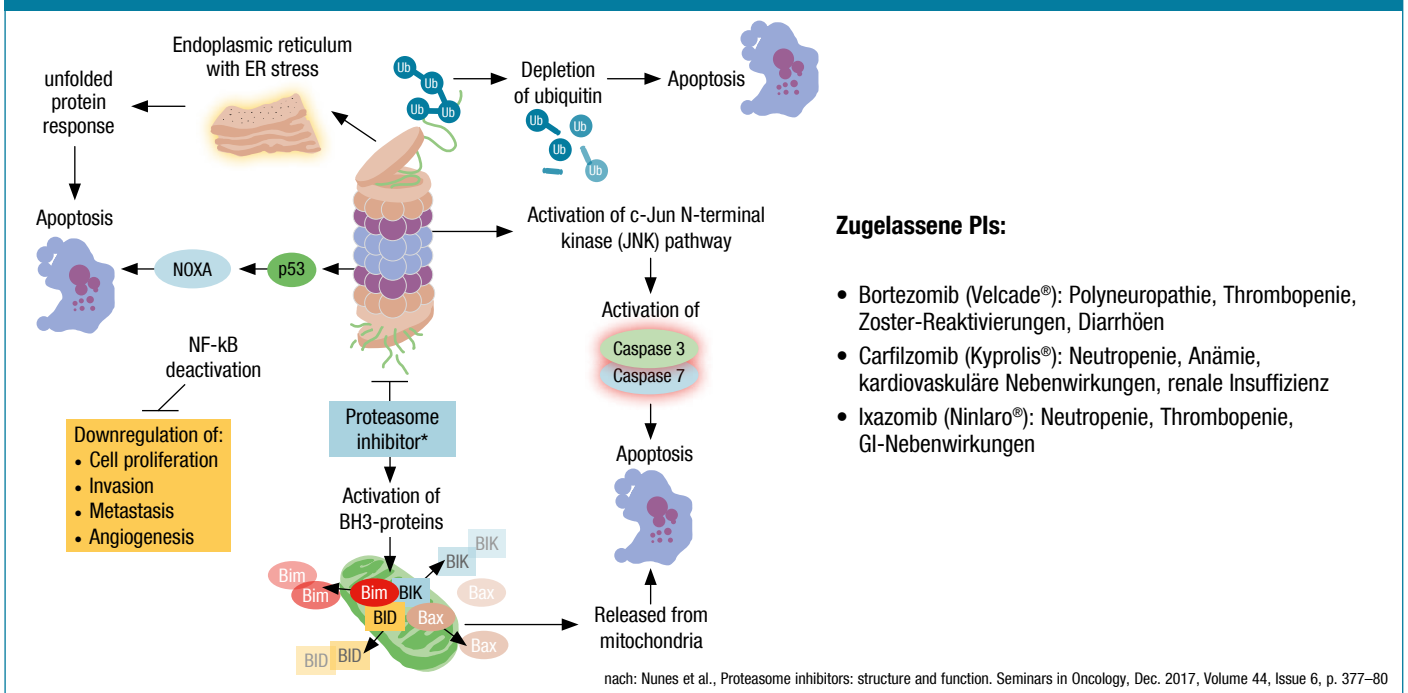 Endoplasmic reticulum
with ER stress
unfolded
protein
response
Apoptosis
Ub
Ub
Ub
Ub
Depletion
of ubiquitin
Ub
Ub
Ub
Ub
Apoptosis
NOXA
p53
Activation of c-Jun N-terminal
kinase (JNK) pathway
Activation of
Caspase 3
Caspase 7
Apoptosis
NF-kB
deactivation
Downregulation of:
• Cell proliferation
• Invasion
• Metastasis
• Angiogenesis
Proteasome
inhibitor*
Activation of
BH3-proteins
BIK
BIK
Bim
Bim
Bim
BIK
Bax
BID
Bax
Bax
BID
BID
Released from
mitochondria
Zugelassene PIs:
• Bortezomib (Velcade®): Polyneuropathie, Thrombopenie,
Zoster-Reaktivierungen, Diarrhöen
• Carfilzomib (Kyprolis®): Neutropenie, Anämie,
kardiovaskuläre Nebenwirkungen, renale Insuffizienz
• Ixazomib (Ninlaro®): Neutropenie, Thrombopenie,
GI-Nebenwirkungen
nach: Nunes et al., Proteasome inhibitors: structure and function. Seminars in Oncology, Dec. 2017, Volume 44, Issue 6, p. 377–80